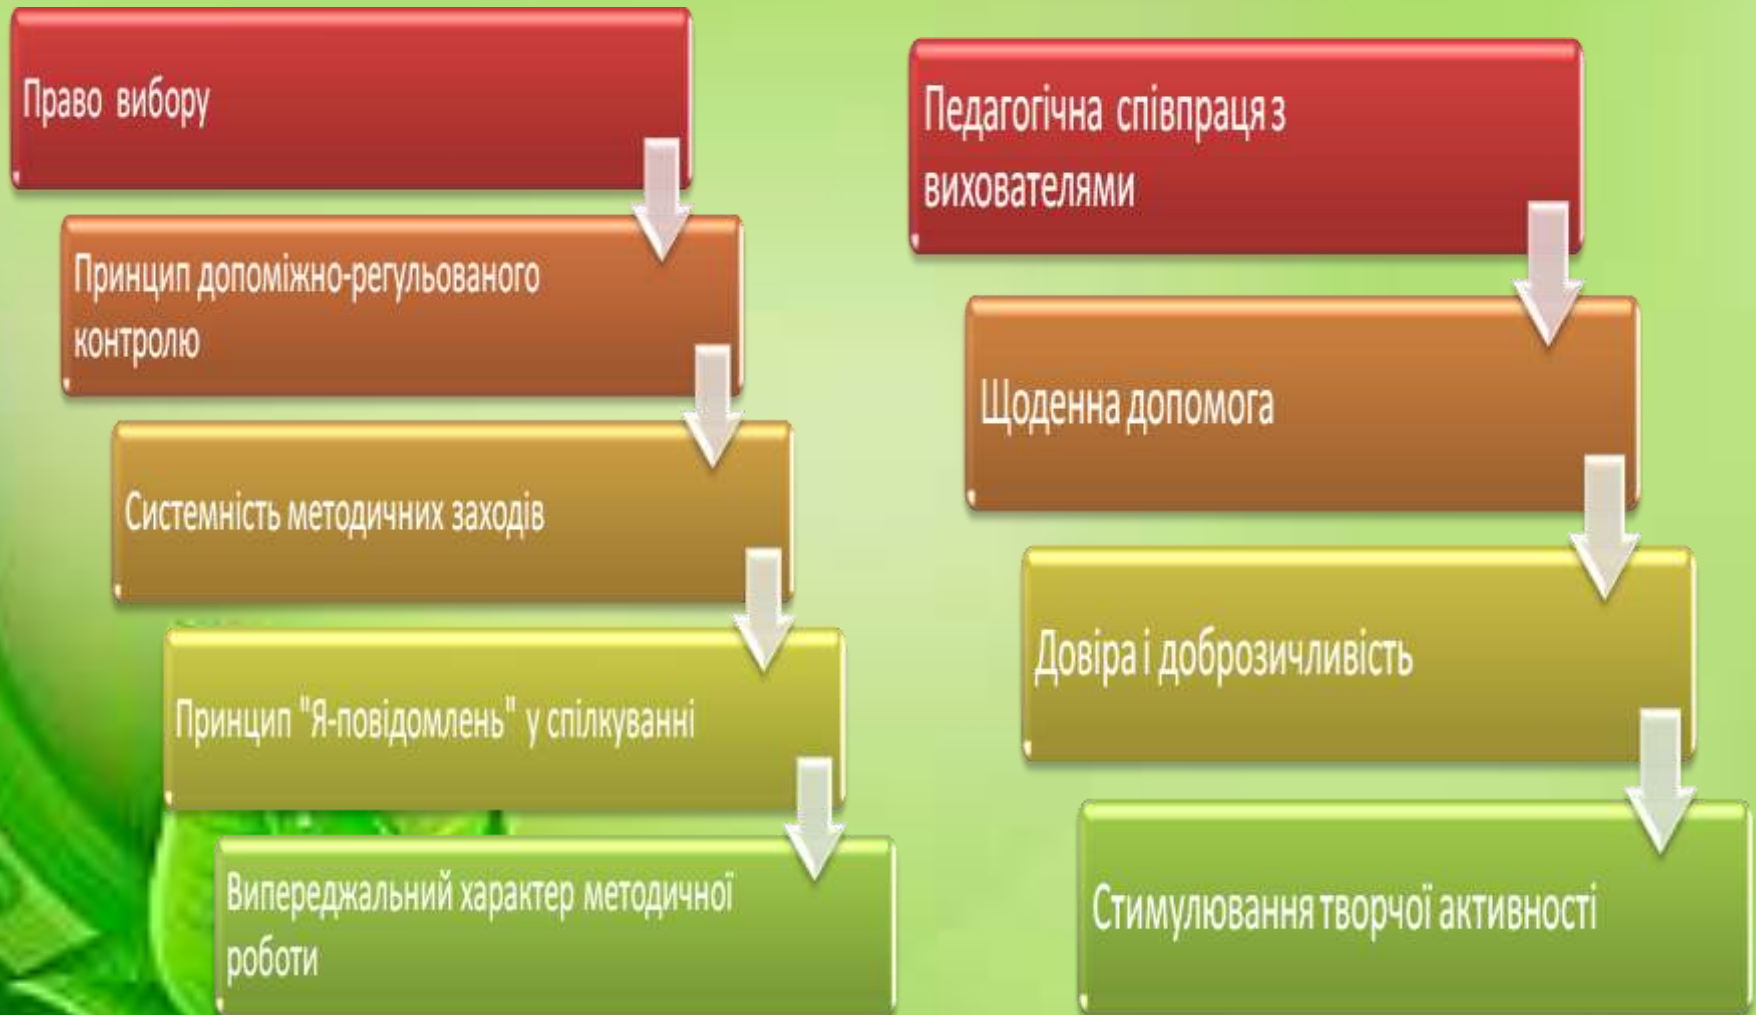 Право вибору
Принцип допоміжно-регульованого
контролю
Системність методичних заходів
Принцип "Я-повідомлень" у спілкуванні
Випереджальний характер методичної
роботи
Педагогічна співпраця з
вихователями
Щоденна допомога
Довіра і доброзичливість
Стимулювання творчої активності